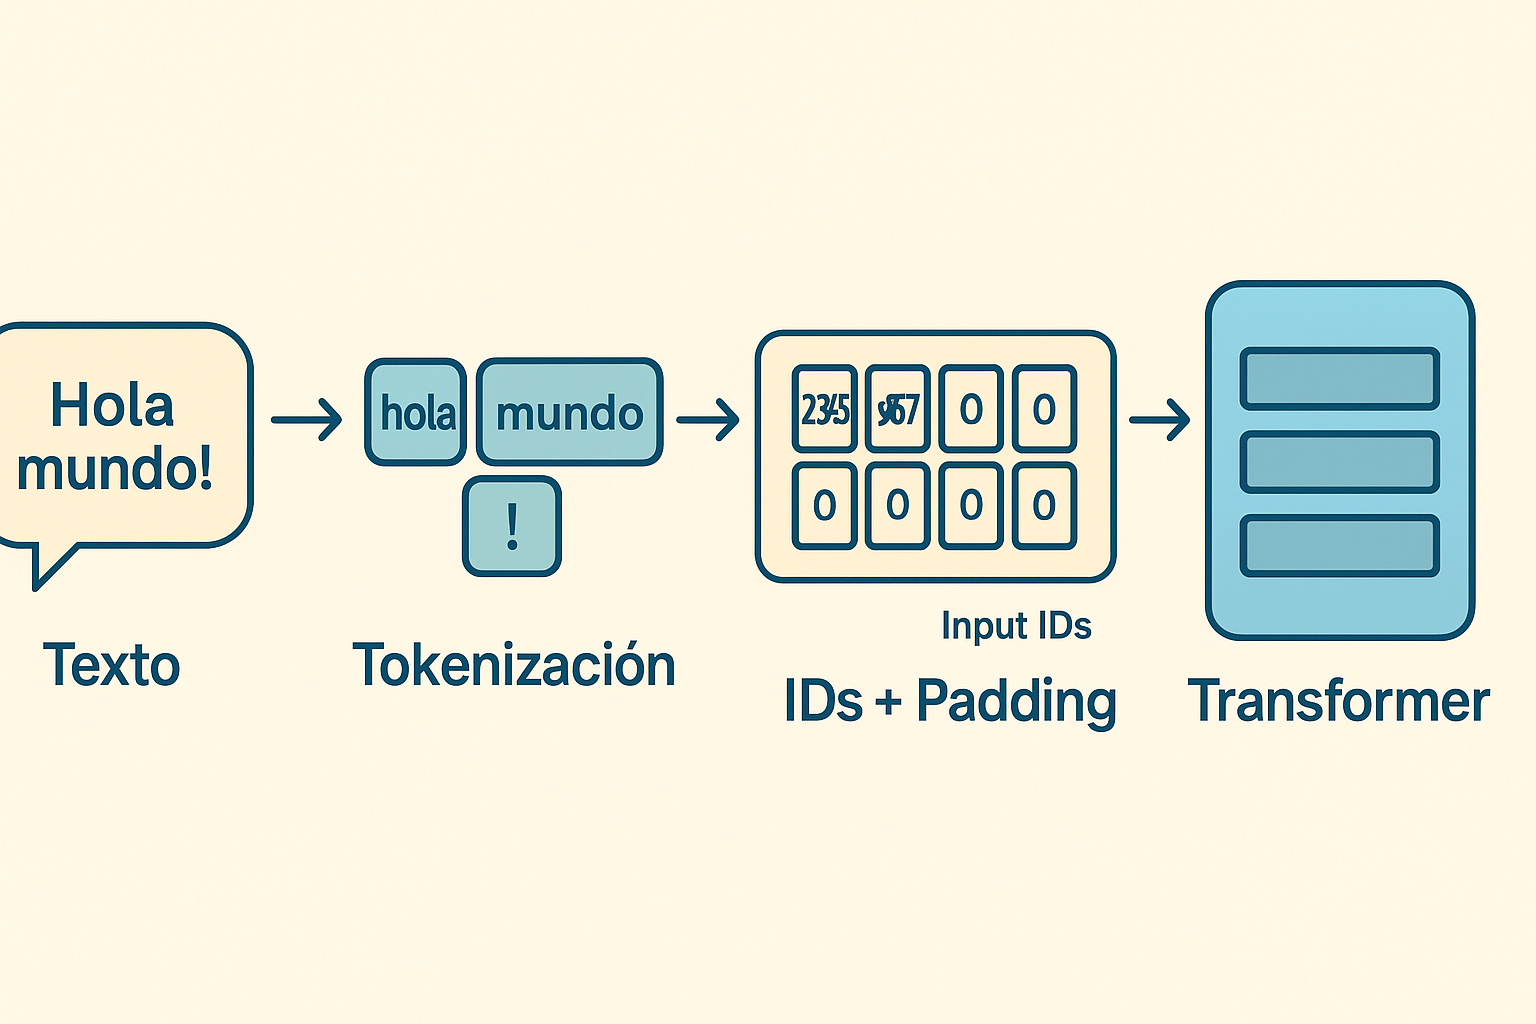 Hola
mundo!
hola
mundo
!
0 0
0 0 0 0
Input IDs
Texto
Tokenización
IDs + Padding
Transformer